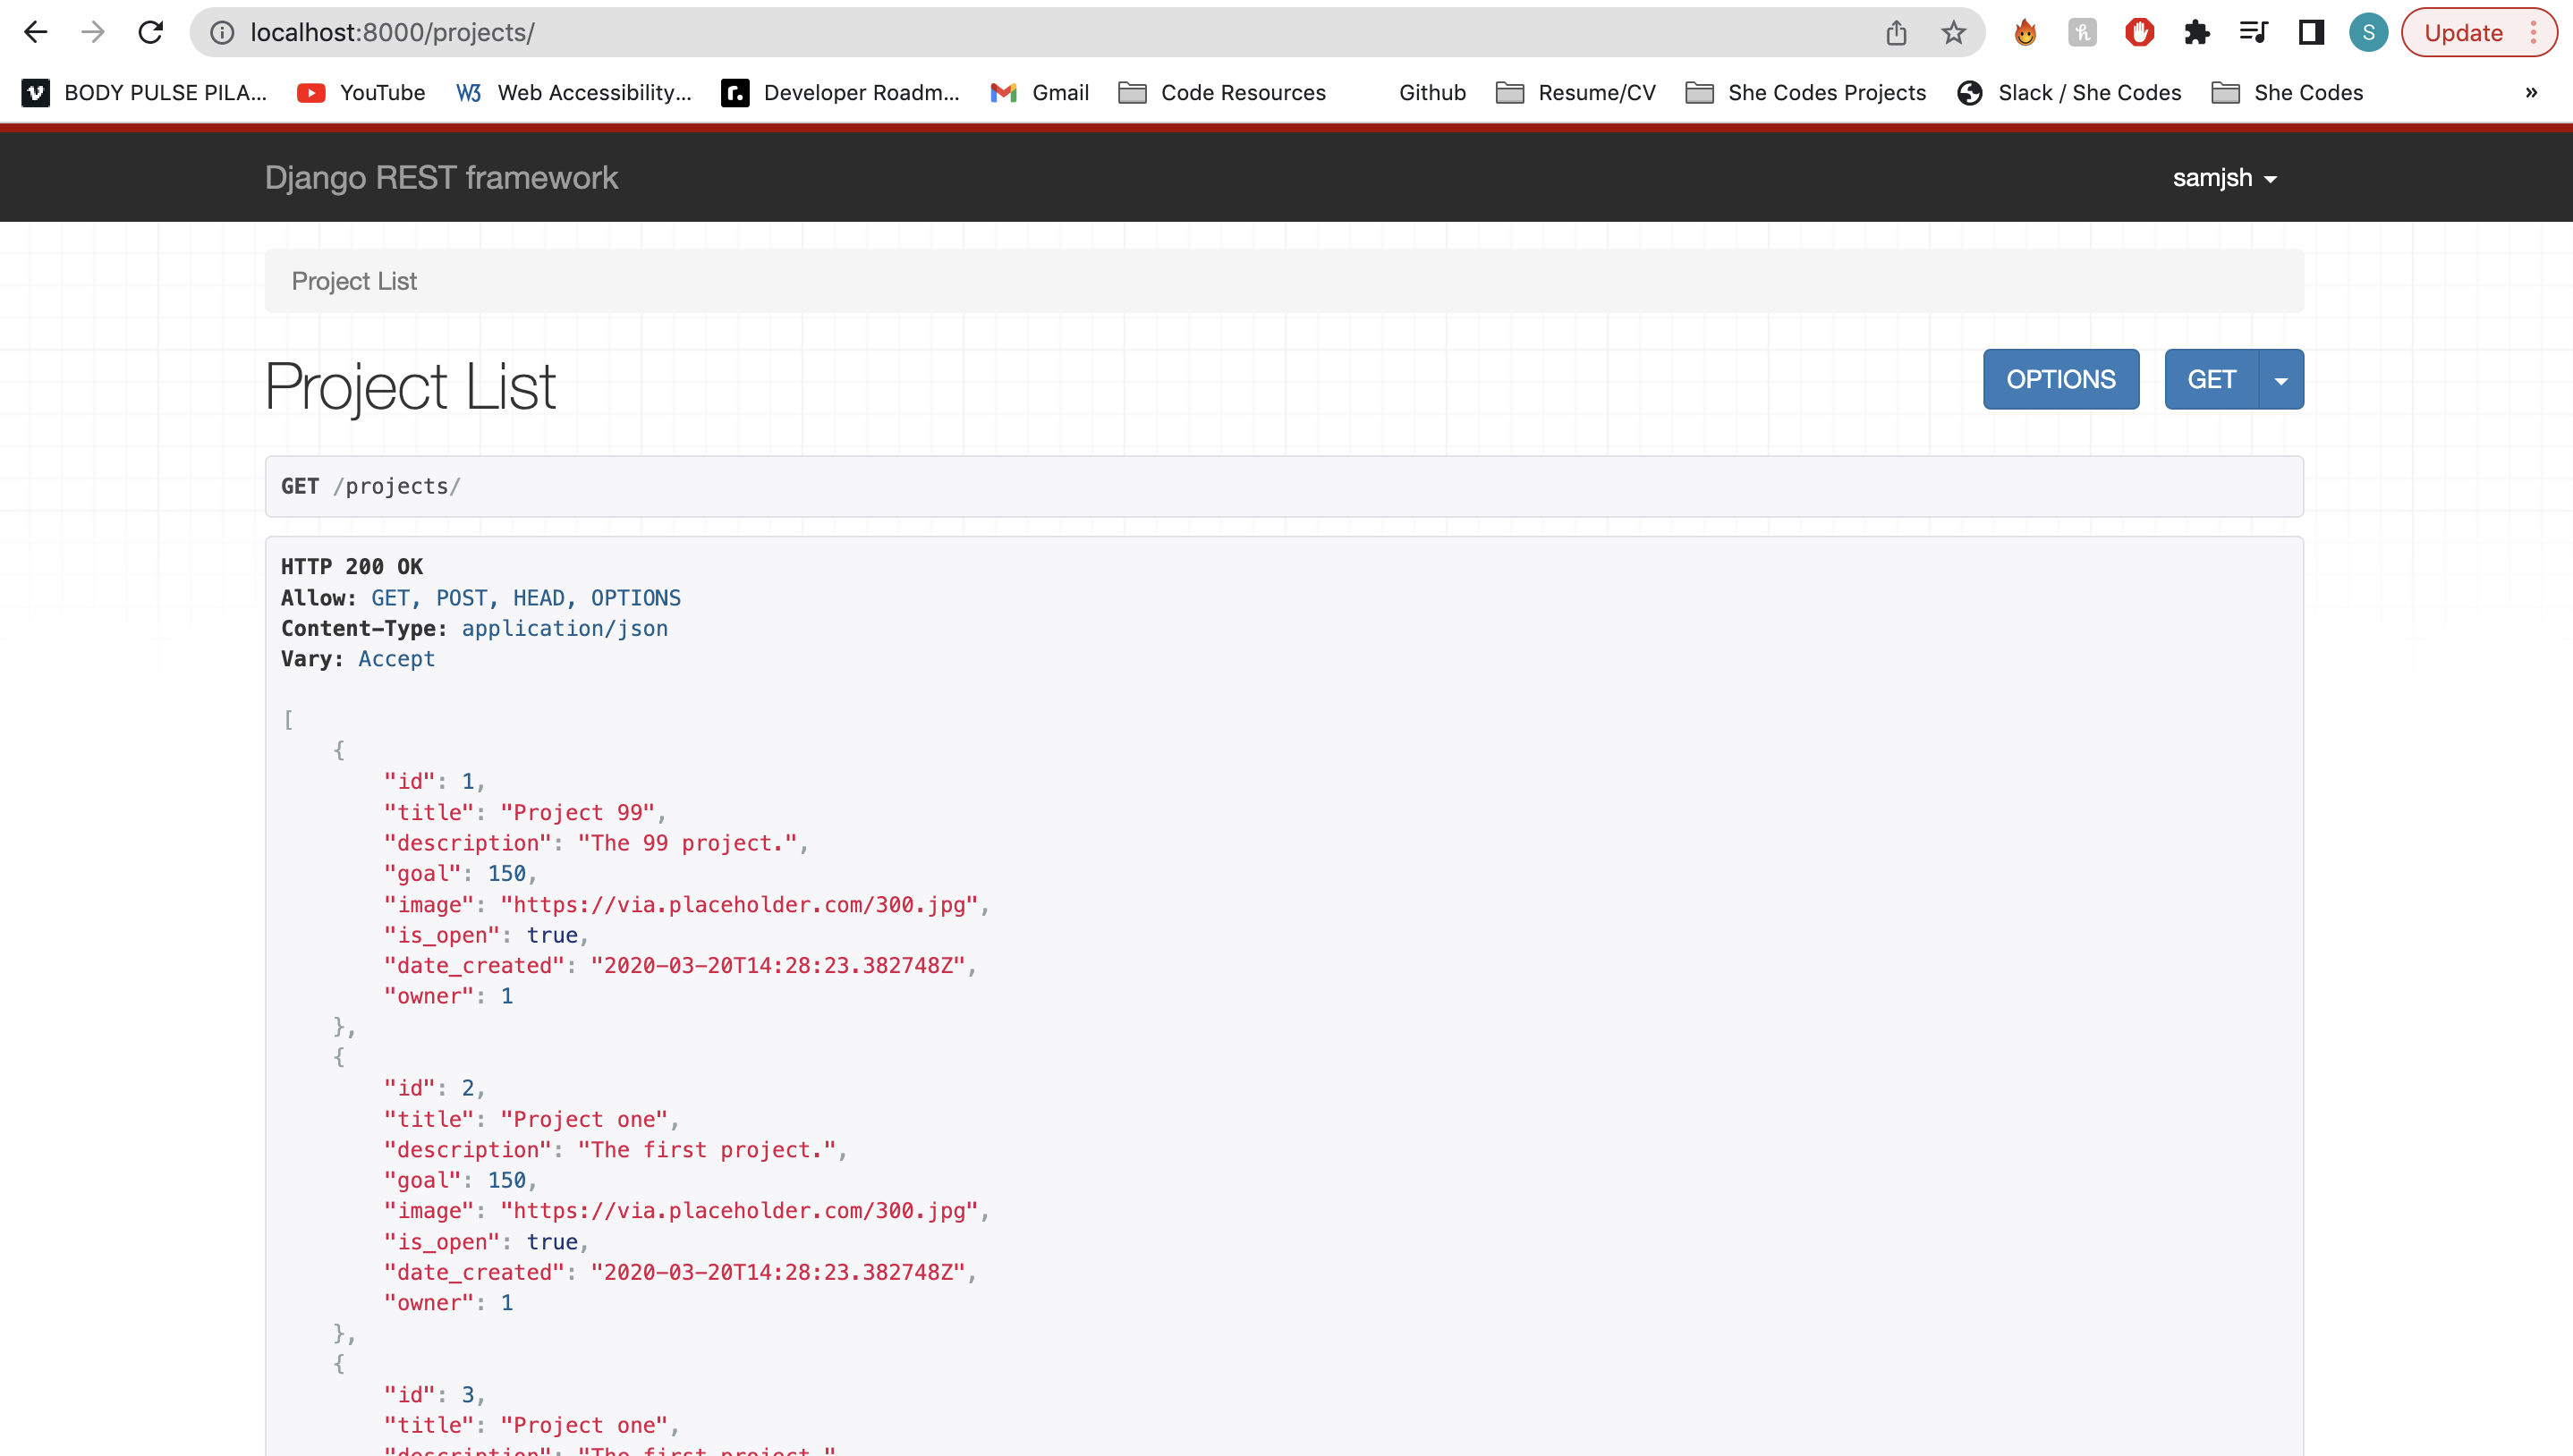 localhost:8000/projects/
S
Update
BODY PULSE PILA...
YouTube
W3
Web Accessibility...
r.
Developer Roadm...
Gmail
Code Resources
Github
Resume/CV
She Codes Projects
Slack / She Codes
She Codes
»
Django REST framework
samjsh
Project List
Project List
OPTIONS
GET
GET /projects/
HTTP 200 OK
Allow: GET, POST, HEAD, OPTIONS
Content-Type: application/json
Vary: Accept
[
{
"id": 1,
"title": "Project 99",
"description": "The 99 project.",
"goal": 150,
"image": "https://via.placeholder.com/300.jpg",
"is_open": true,
"date_created": "2020-03-20T14:28:23.382748Z",
"owner": 1
},
{
"id": 2,
"title": "Project one",
"description": "The first project.",
"goal": 150,
"image": "https://via.placeholder.com/300.jpg",
"is_open": true,
"date_created": "2020-03-20T14:28:23.382748Z",
"owner": 1
},
{
"id": 3,
"title": "Project one",
"description": "The first project."